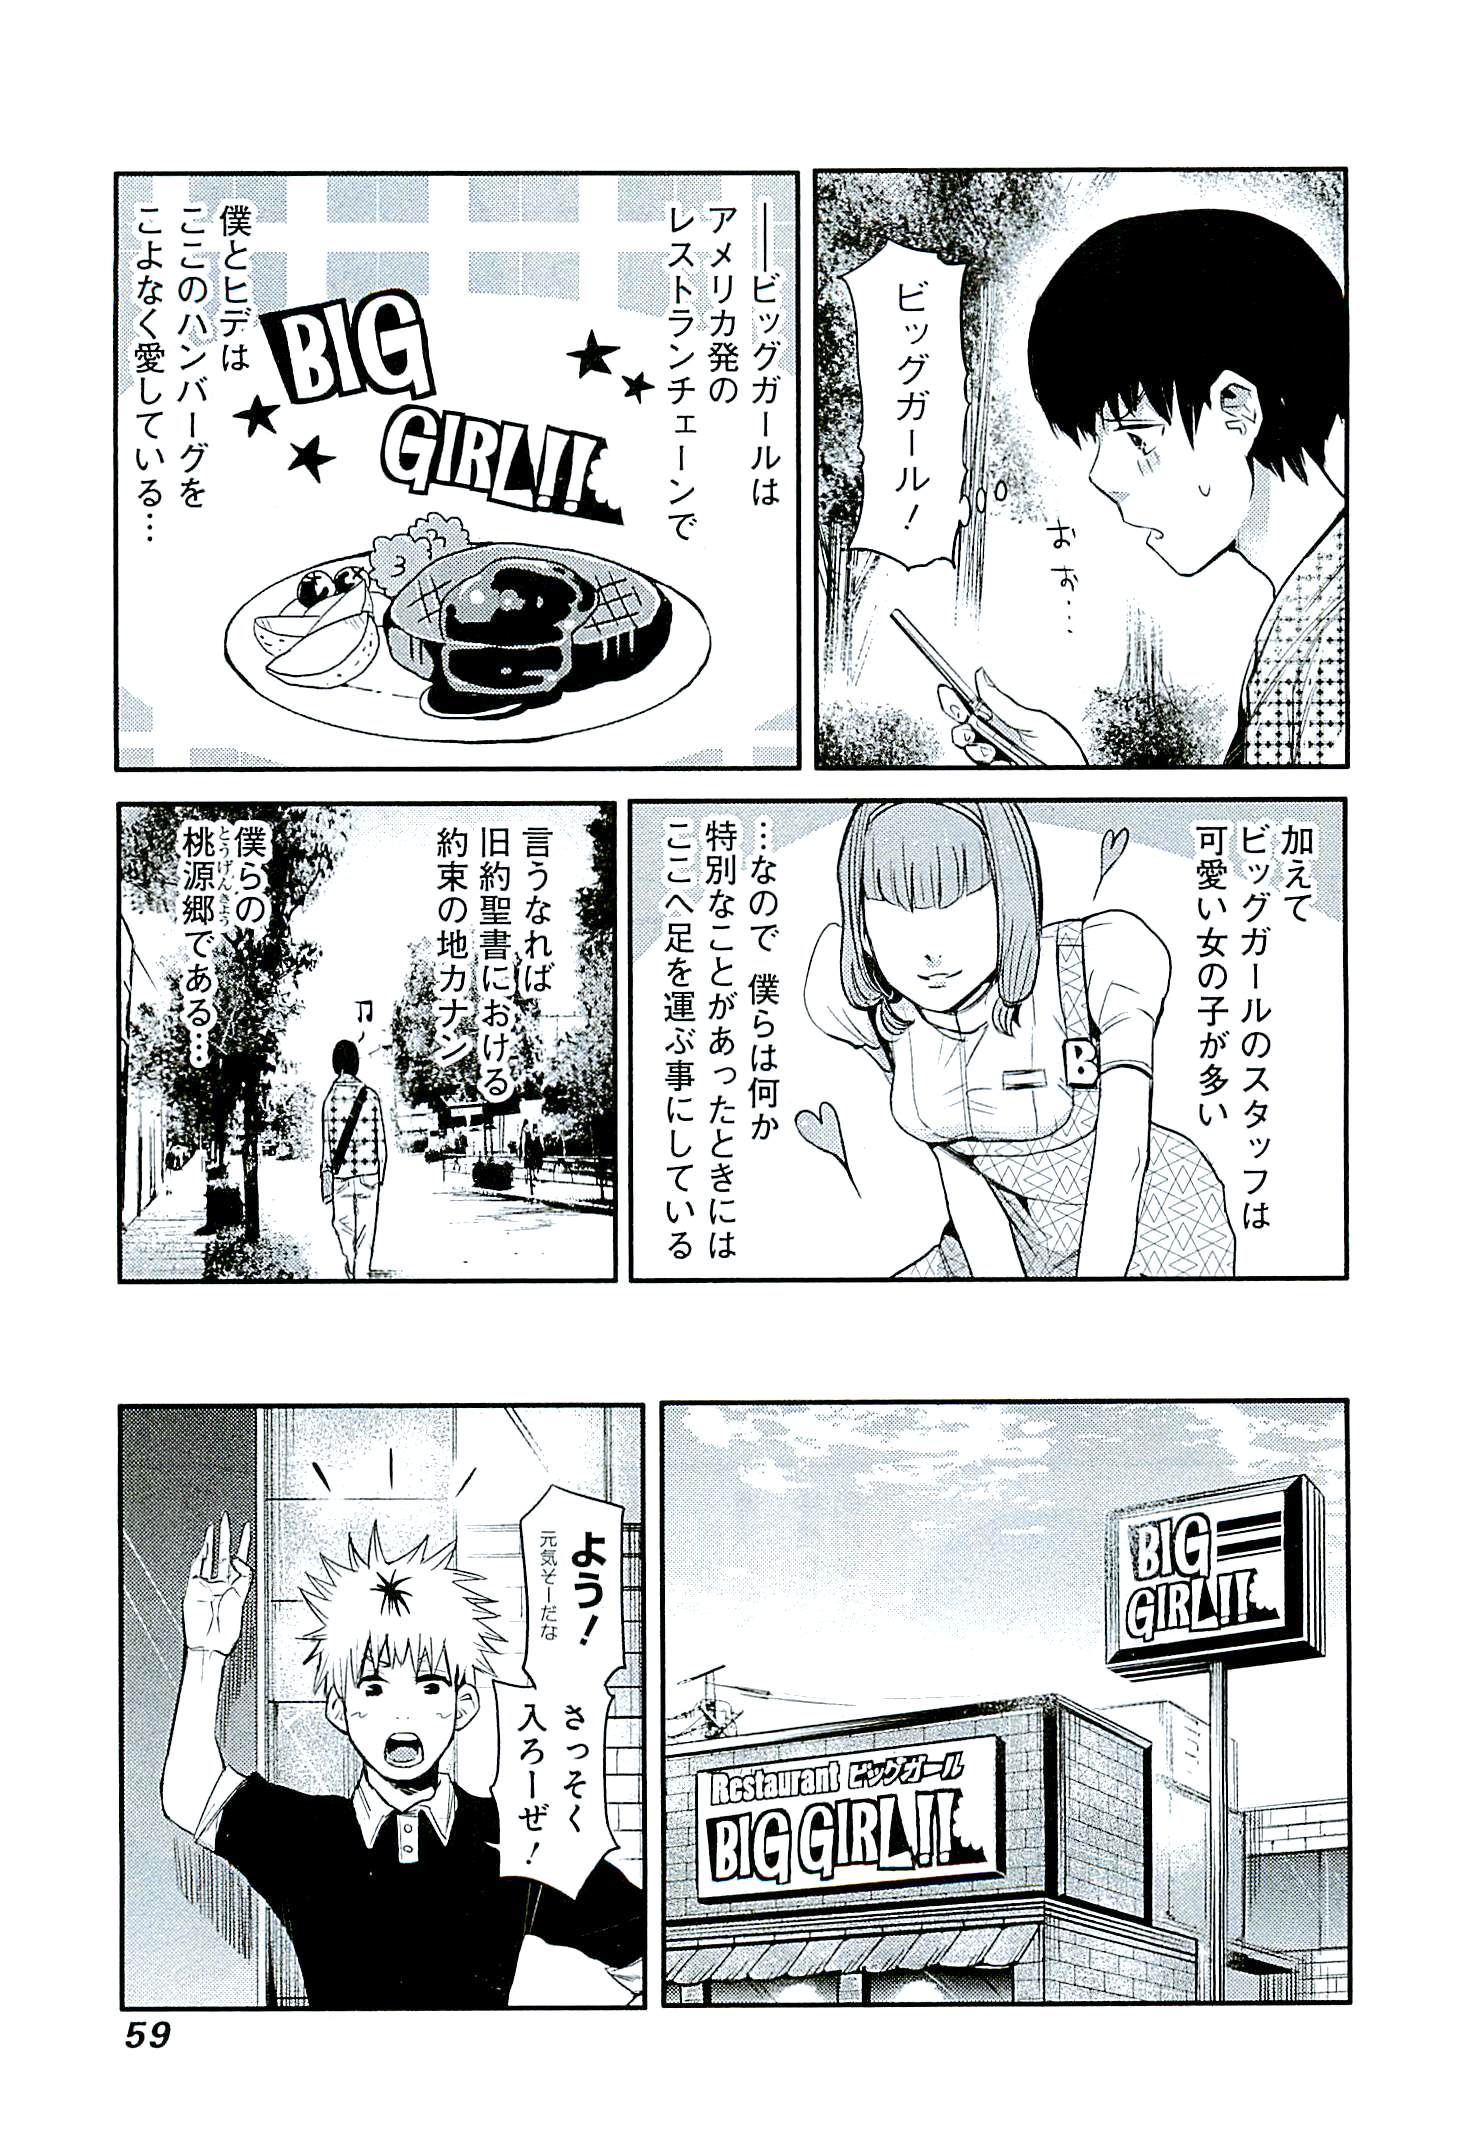 ビッグガール！
おお…
――ビッグガールは
アメリカ発の
レストランチェーンで
BIG
GIRL!!
僕とヒデは
ここのハンバーグを
こよなく愛している…
加えて
ビッグガールのスタッフは
可愛い女の子が多い
B
…なので 僕らは何か
特別なことがあったときには
ここへ足を運ぶ事にしている
言うなれば
旧約聖書における
約束の地カナン
僕らの
桃源郷である…
とうげんきょう
BIG
GIRL!!
Restaurant ビッグガール
BIG GIRL!!
よう！
元気そーだな
さっそく
入ろーぜ！
59